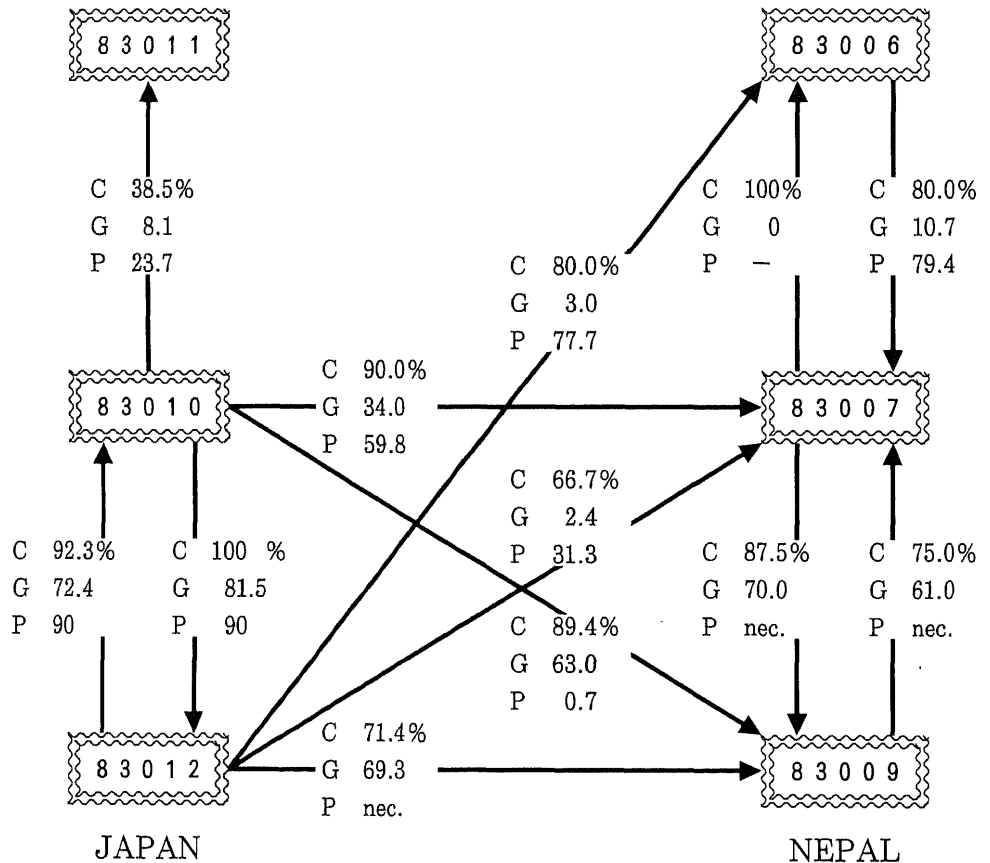 83011
83006
C 38.5%
G 8.1
P 23.7
C 100%
G 0
P —
C 80.0%
G 10.7
P 79.4
C 80.0%
G 3.0
P 77.7
83010
C 90.0%
G 34.0
P 59.8
83007
C 66.7%
G 2.4
P 31.3
C 92.3%
G 72.4
P 90
C 100 %
G 81.5
P 90
C 87.5%
G 70.0
P nec.
C 75.0%
G 61.0
P nec.
C 89.4%
G 63.0
P 0.7
83012
C 71.4%
G 69.3
P nec.
83009
JAPAN
NEPAL